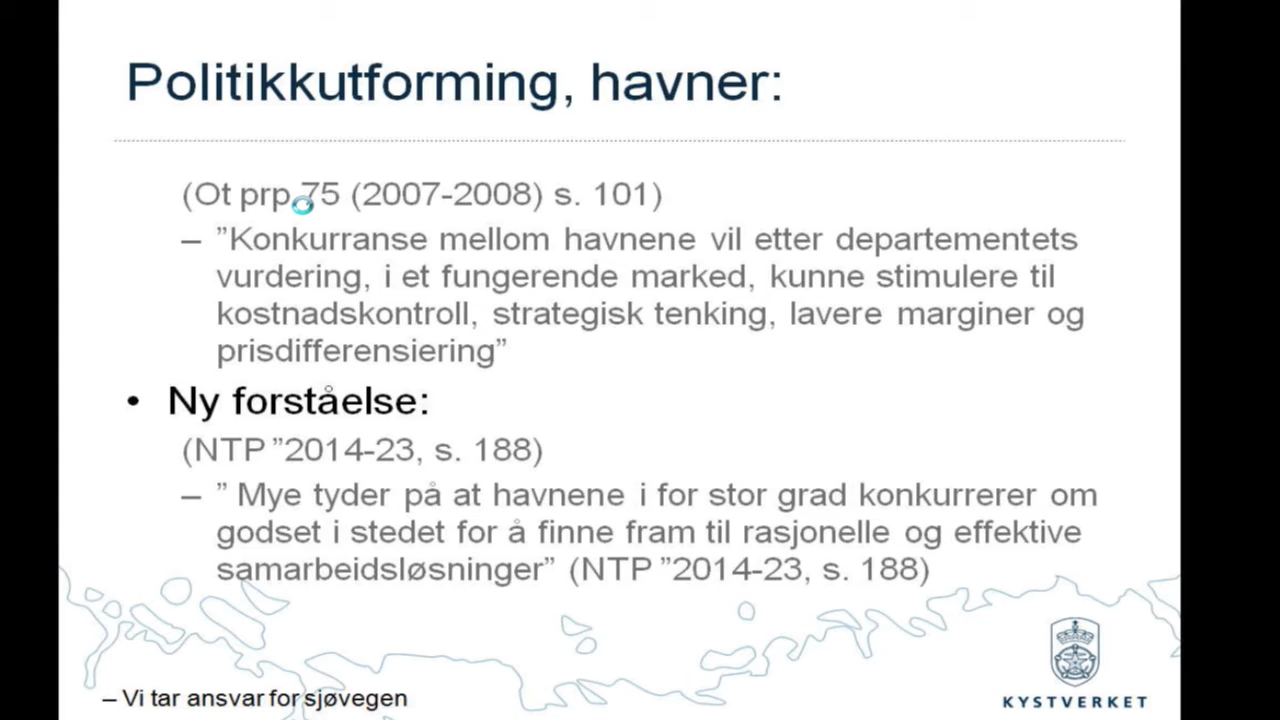 Politikkutforming, havner:
(Ot prp 75 (2007-2008) s. 101)
– ”Konkurranse mellom havnene vil etter departementets
vurdering, i et fungerende marked, kunne stimulere til
kostnadskontroll, strategisk tenking, lavere marginer og
prisdifferensiering”
• Ny forståelse:
(NTP ”2014-23, s. 188)
– ” Mye tyder på at havnene i for stor grad konkurrerer om
godset i stedet for å finne fram til rasjonelle og effektive
samarbeidsløsninger” (NTP ”2014-23, s. 188)
– Vi tar ansvar for sjøvegen
KYSTVERKET